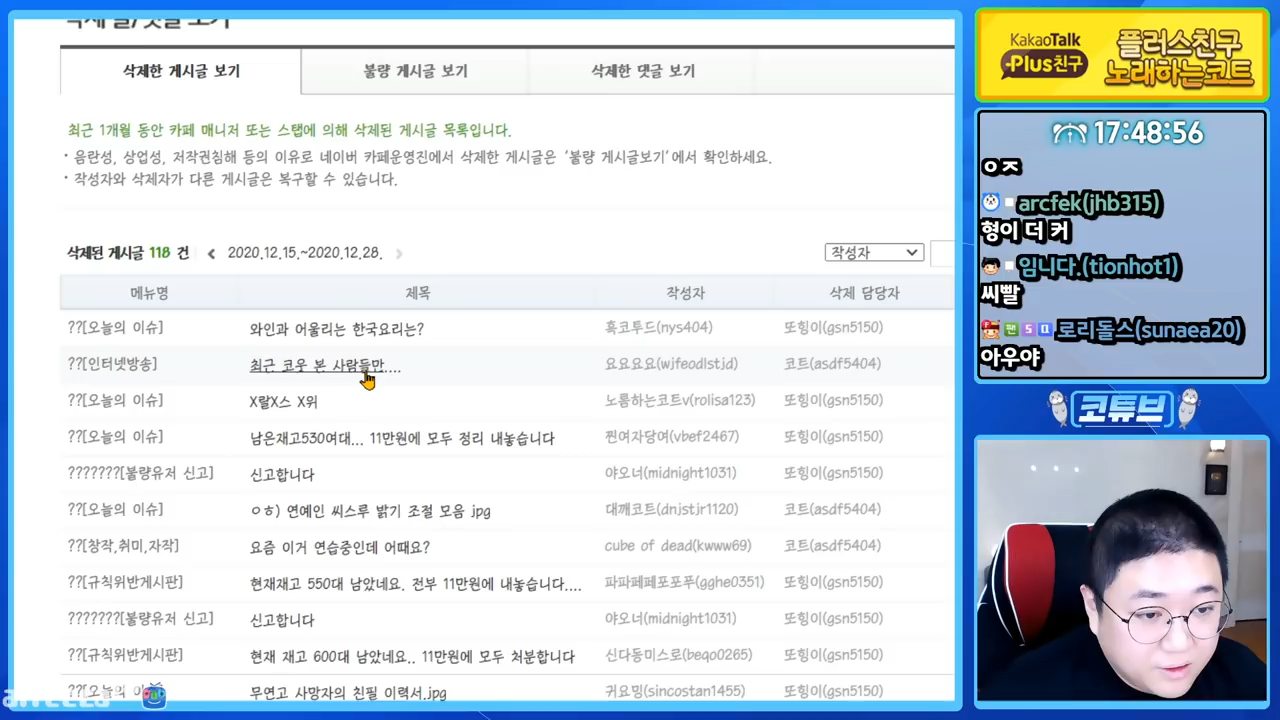 삭제한 게시글 보기
불량 게시글 보기
삭제한 댓글 보기
최근 1개월 동안 카페 매니저 또는 스탭에 의해 삭제된 게시글 목록입니다.
· 음란성, 상업성, 저작권침해 등의 이유로 네이버 카페운영진에서 삭제한 게시글은 '불량 게시글보기'에서 확인하세요.
· 작성자와 삭제자가 다른 게시글은 복구할 수 있습니다.
삭제된 게시글 118 건 2020.12.15.~2020.12.28. 작성자
메뉴명 제목 작성자 삭제 담당자
??[오늘의 이슈] 와인과 어울리는 한국요리는? 흑코푸드(nys404) 또힝이(gsn5150)
??[인터넷방송] 최근 코웃 본 사람들만.... 요요요요(wjfeodlstjd) 코트(asdf5404)
??[오늘의 이슈] X랄X스 X위 노룸하는코트v(rolisa123) 또힝이(gsn5150)
??[오늘의 이슈] 남은재고530여대... 11만원에 모두 정리 내놓습니다 찐여자당여(vbef2467) 또힝이(gsn5150)
???????[불량유저 신고] 신고합니다 야오너(midnight1031) 또힝이(gsn5150)
??[오늘의 이슈] ㅇㅎ) 연예인 씨스루 밝기 조절 모음 jpg 대깨코트(dnjstjr1120) 코트(asdf5404)
??[창작,취미,자작] 요즘 이거 연습중인데 어때요? cube of dead(kwww69) 코트(asdf5404)
??[규칙위반게시판] 현재재고 550대 남았네요. 전부 11만원에 내놓습니다.... 파파페페포포푸(gghe0351) 또힝이(gsn5150)
???????[불량유저 신고] 신고합니다 야오너(midnight1031) 또힝이(gsn5150)
??[규칙위반게시판] 현재 재고 600대 남았네요.. 11만원에 모두 처분합니다 신다동미스로(beqo0265) 또힝이(gsn5150)
??[오늘의 무연고 사망자의 친필 이력서.jpg 귀요밍(sincostan1455) 또힝이(gsn5150)
KakaoTalk
Plus친구
플러스친구
노래하는코트
17:48:56
ㅇㅈ
arcfek(jhb315)
형이 더 커
임니다.(tionhot1)
씨빨
팬 S 로리돌스(sunaea20)
아우야
코튜브